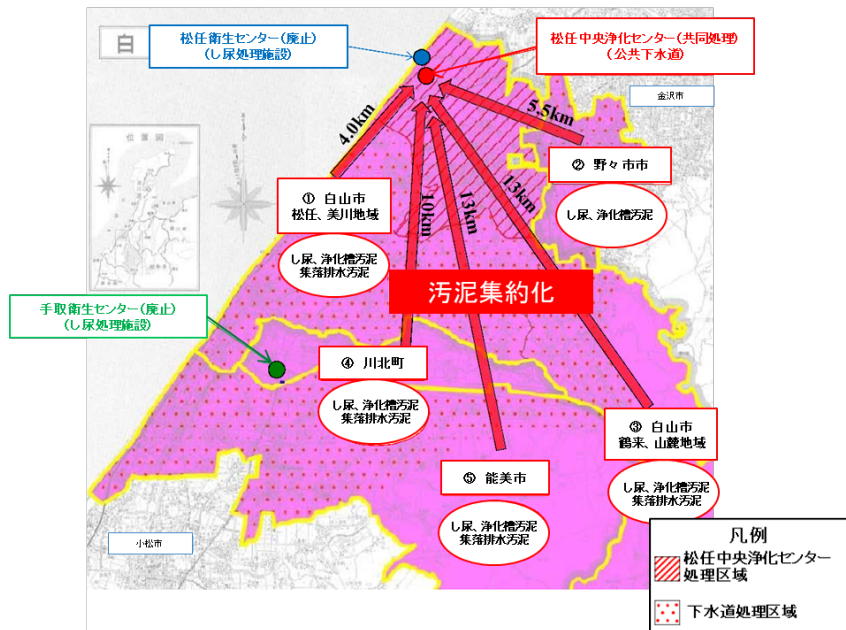 白
松任衛生センター（廃止）
（し尿処理施設）
松任中央浄化センター（共同処理）
（公共下水道）
金沢市
位置図
4.0km
5.5km
10km
13km
13km
① 白山市
松任、美川地域
し尿、浄化槽汚泥
集落排水汚泥
② 野々市市
し尿、浄化槽汚泥
汚泥集約化
手取衛生センター（廃止）
（し尿処理施設）
④ 川北町
し尿、浄化槽汚泥
集落排水汚泥
③ 白山市
鶴来、山麓地域
し尿、浄化槽汚泥
集落排水汚泥
⑤ 能美市
し尿、浄化槽汚泥
集落排水汚泥
小松市
凡例
松任中央浄化センター
処理区域
下水道処理区域